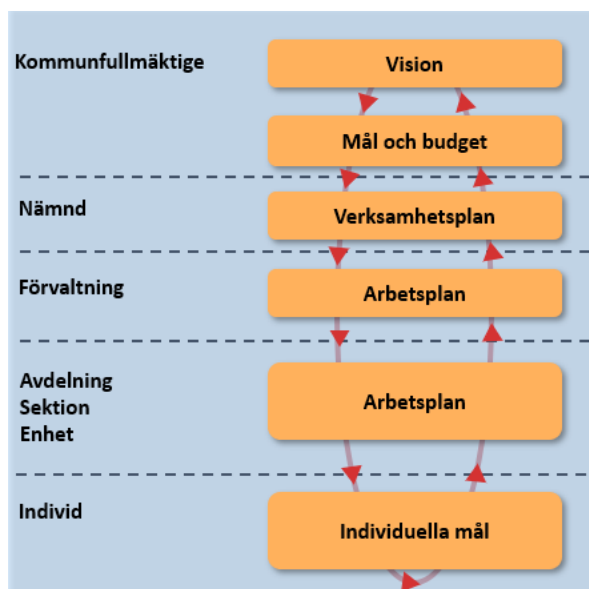 Kommunfullmäktige
Vision
Mål och budget
Nämnd
Verksamhetsplan
Förvaltning
Arbetsplan
Avdelning
Sektion
Enhet
Arbetsplan
Individ
Individuella mål